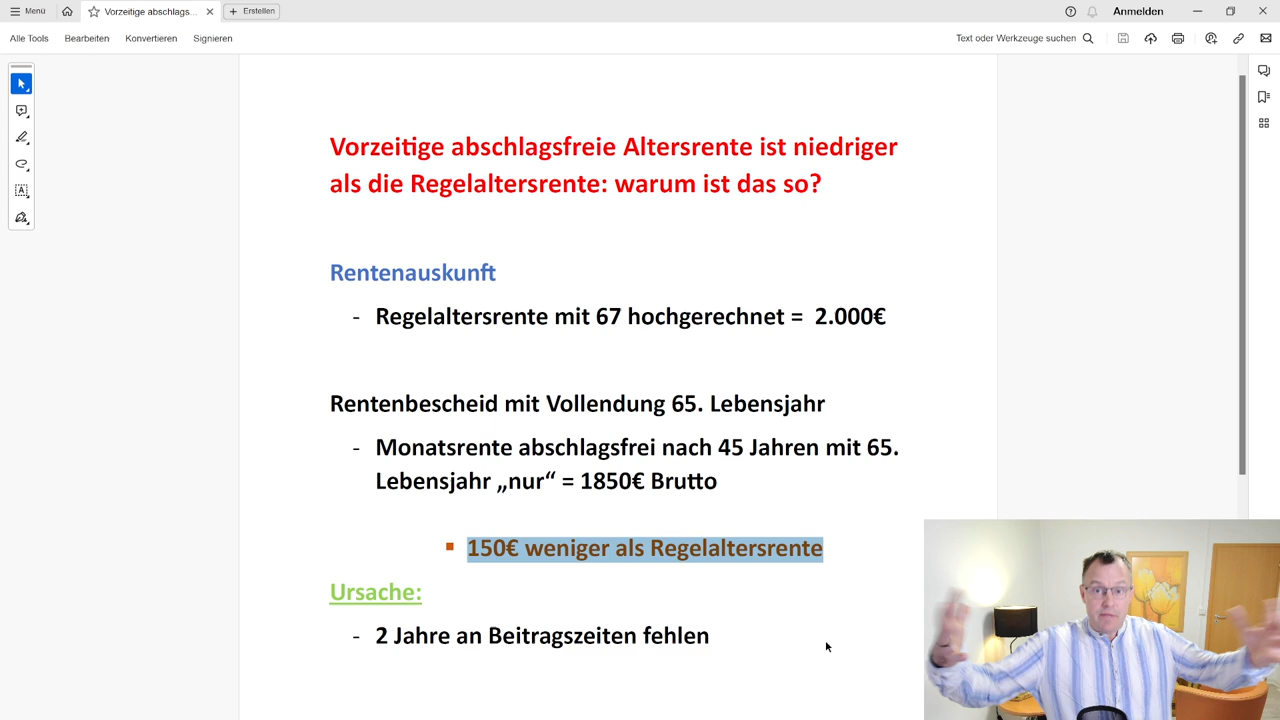 Menü
Vorzeitige abschlags...
Erstellen
Anmelden
Alle Tools
Bearbeiten
Konvertieren
Signieren
Text oder Werkzeuge suchen
Vorzeitige abschlagsfreie Altersrente ist niedriger
als die Regelaltersrente: warum ist das so?
Rentenauskunft
- Regelaltersrente mit 67 hochgerechnet = 2.000€
Rentenbescheid mit Vollendung 65. Lebensjahr
- Monatsrente abschlagsfrei nach 45 Jahren mit 65.
Lebensjahr „nur“ = 1850€ Brutto
▪ 150€ weniger als Regelaltersrente
Ursache:
- 2 Jahre an Beitragszeiten fehlen